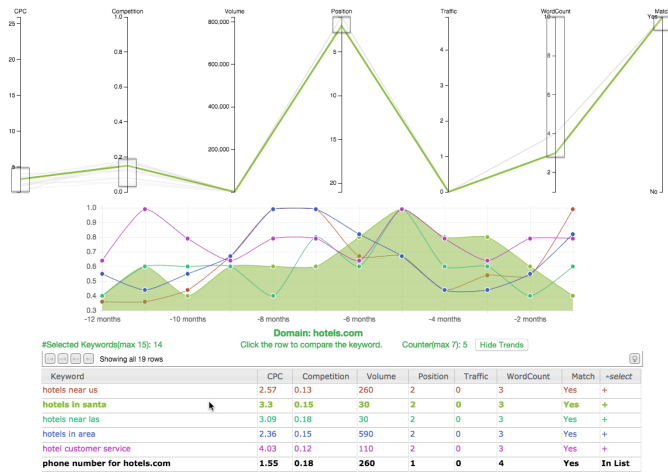 CPC Competition Volume Position Traffic WordCount Match
25 1.0 800,000 10 Yes
20 0.8 600,000 5 4 8
15 0.6 10 3 6
400,000
10 0.4 15 2 4
5 0.2 200,000 1 2
0 0.0 0 20 0 No
1.0
0.9
0.8
0.7
0.6
0.5
0.4
0.3
-12 months -10 months -8 months -6 months -4 months -2 months
Domain: hotels.com
#Selected Keywords(max 15): 14 Click the row to compare the keyword. Counter(max 7): 5 Hide Trends
Showing all 19 rows
Keyword CPC Competition Volume Position Traffic WordCount Match select
hotels near us 2.57 0.13 260 2 0 3 Yes +
hotels in santa 3.3 0.15 30 2 0 3 Yes +
hotels near las 3.09 0.18 30 2 0 3 Yes +
hotels in area 2.36 0.15 590 2 0 3 Yes +
hotel customer service 4.03 0.12 110 2 0 3 Yes +
phone number for hotels.com 1.55 0.18 260 1 0 4 Yes In List